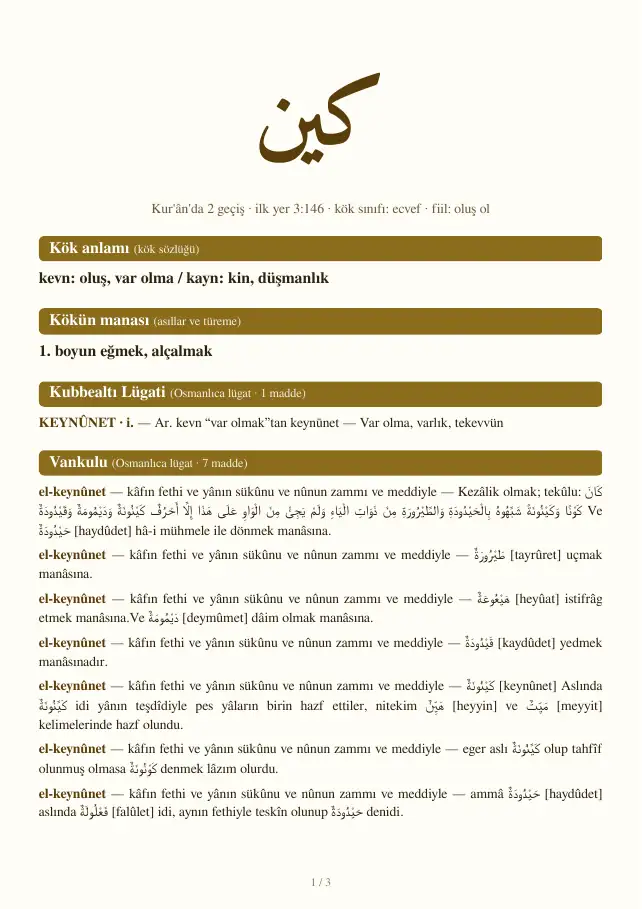 كين
Kur'ân'da 2 geçiş · ilk yer 3:146 · kök sınıfı: ecvef · fiil: oluş ol
Kök anlamı (kök sözlüğü)
kevn: oluş, var olma / kayn: kin, düşmanlık
Kökün manası (asıllar ve türeme)
1. boyun eğmek, alçalmak
Kubbealtı Lügati (Osmanlıca lügat · 1 madde)
KEYNÛNET · i. — Ar. kevn “var olmak”tan keynūnet — Var olma, varlık, tekevvün
Vankulu (Osmanlıca lügat · 7 madde)
el-keynûnet — kâfın fethi ve yânın sükûnu ve nûnun zammı ve meddiyle — Kezâlik olmak; tekûlu: كَانَ
كَوْنًا وَكَيْنُونَةً شَبَّهُوهُ بِالْحَيْدُودَةِ وَالطَّيْرُورَةِ مِنْ ذَوَاتِ الْيَاءِ وَلَمْ يَجِئْ مِنَ الْوَاوِ عَلَى هَذَا إِلَّا أَحْرُفٌ كَيْنُونَةٌ وَدَيْمُومَةٌ وَقَيْدُودَةٌ Ve
حَيْدُودَةٌ [haydûdet] hâ-i mühmele ile dönmek manâsına.
el-keynûnet — kâfın fethi ve yânın sükûnu ve nûnun zammı ve meddiyle — طَيْرُورَةٌ [tayrûret] uçmak
manâsına.
el-keynûnet — kâfın fethi ve yânın sükûnu ve nûnun zammı ve meddiyle — هَيْعُوعَةٌ [heyûat] istifrâg
etmek manâsına.Ve دَيْمُومَةٌ [deymûmet] dâim olmak manâsına.
el-keynûnet — kâfın fethi ve yânın sükûnu ve nûnun zammı ve meddiyle — قَيْدُودَةٌ [kaydûdet] yedmek
manâsınadır.
el-keynûnet — kâfın fethi ve yânın sükûnu ve nûnun zammı ve meddiyle — كَيْنُونَةٌ [keynûnet] Aslında
كَيَّنُونَةٌ idi yânın teşdîdiyle pes yâların birin hazf ettiler, nitekim هَيِّنٌ [heyyin] ve مَيِّتٌ [meyyit]
kelimelerinde hazf olundu.
el-keynûnet — kâfın fethi ve yânın sükûnu ve nûnun zammı ve meddiyle — eger aslı كَيَّنُونَةٌ olup tahfîf
olunmuş olmasa كَوْنُونَةٌ denmek lâzım olurdu.
el-keynûnet — kâfın fethi ve yânın sükûnu ve nûnun zammı ve meddiyle — ammâ حَيْدُودَةٌ [haydûdet]
aslında فَعْلُولَةٌ [falûlet] idi, aynın fethiyle teskîn olunup حَيْدُودَةٌ denidi.
1 / 3